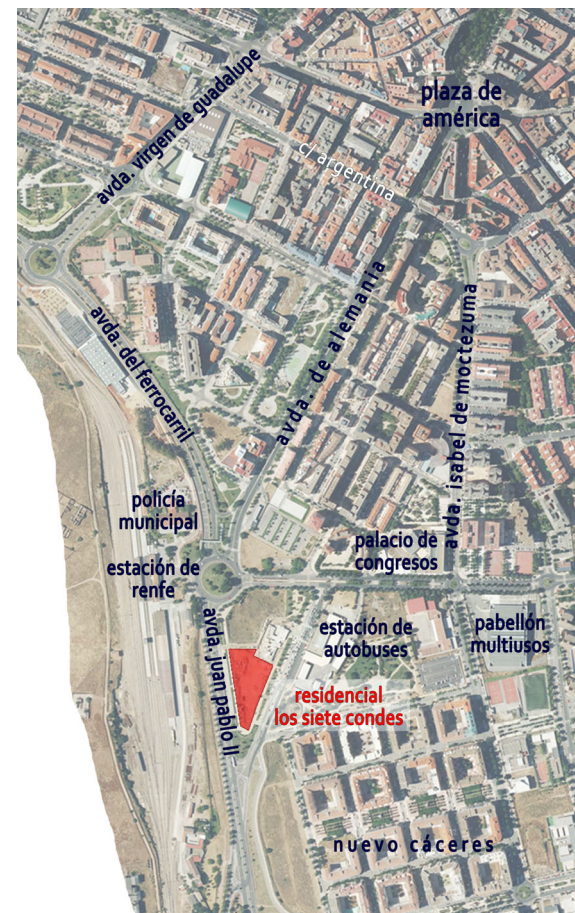 plaza de
américa
avda. virgen de guadalupe
c/ argentina
avda. de alemania
avda. isabel de moctezuma
avda. del ferrocarril
policía
municipal
palacio de
congresos
estación de
renfe
estación de
autobuses
pabellón
multiusos
avda. juan pablo II
residencial
los siete condes
nuevo cáceres